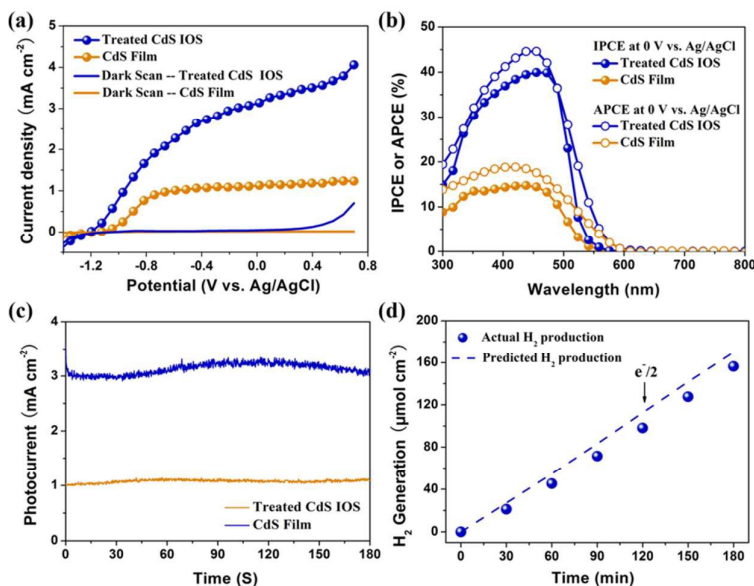 (a)
5
4
3
2
1
0
Current density (mA cm⁻²)
Treated CdS IOS
CdS Film
Dark Scan -- Treated CdS IOS
Dark Scan -- CdS Film
-1.2 -0.8 -0.4 0.0 0.4 0.8
Potential (V vs. Ag/AgCl)
(b)
50
40
30
20
10
0
IPCE or APCE (%)
IPCE at 0 V vs. Ag/AgCl
Treated CdS IOS
CdS Film
APCE at 0 V vs. Ag/AgCl
Treated CdS IOS
CdS Film
300 400 500 600 700 800
Wavelength (nm)
(c)
4
3
2
1
0
Photocurrent (mA cm⁻²)
Treated CdS IOS
CdS Film
0 30 60 90 120 150 180
Time (S)
(d)
200
160
120
80
40
0
H₂ Generation (μmol cm⁻²)
Actual H₂ production
Predicted H₂ production
e⁻/2
0 30 60 90 120 150 180
Time (min)